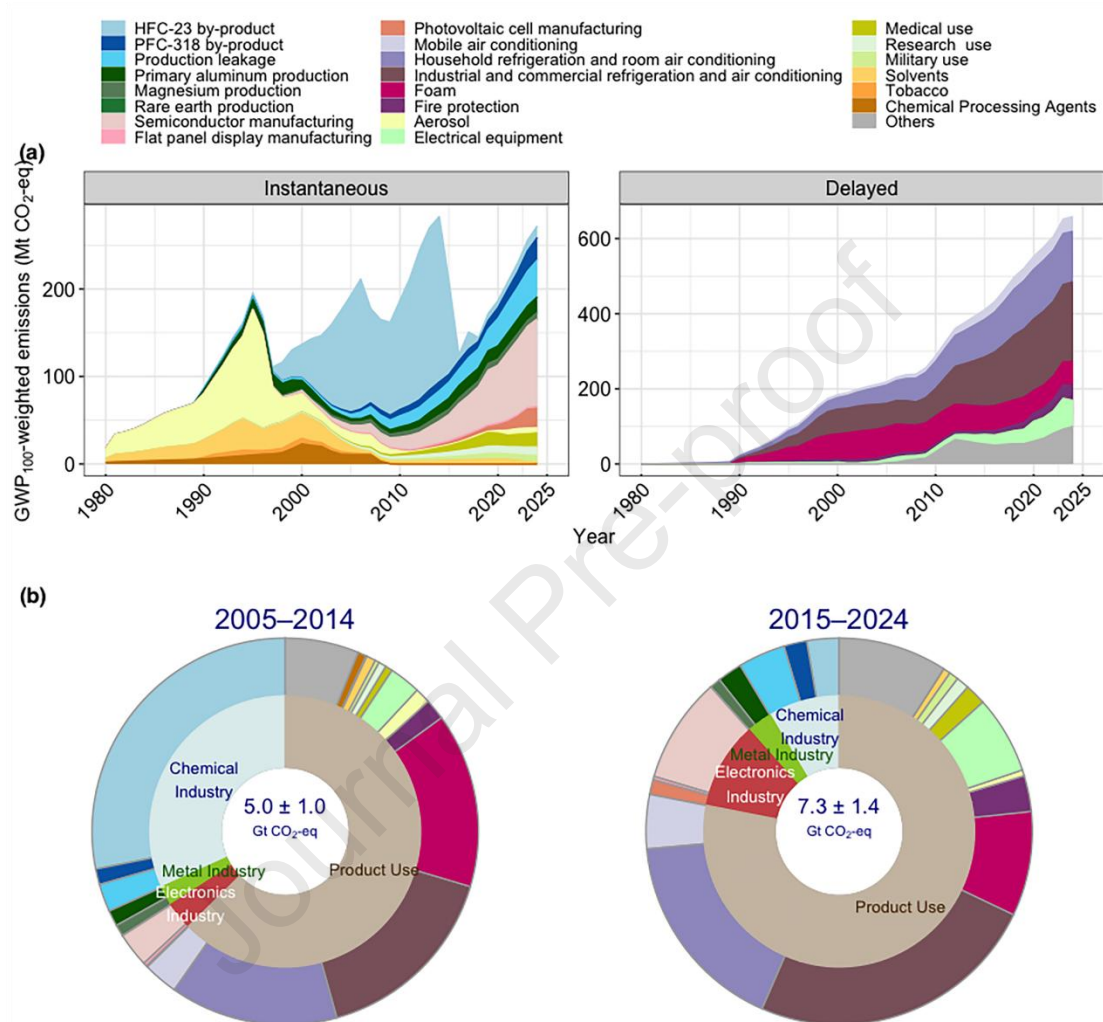 HFC-23 by-product
PFC-318 by-product
Production leakage
Primary aluminum production
Magnesium production
Rare earth production
Semiconductor manufacturing
Flat panel display manufacturing
Photovoltaic cell manufacturing
Mobile air conditioning
Household refrigeration and room air conditioning
Industrial and commercial refrigeration and air conditioning
Foam
Fire protection
Aerosol
Electrical equipment
Medical use
Research use
Military use
Solvents
Tobacco
Chemical Processing Agents
Others
(a)
GWP100-weighted emissions (Mt CO2-eq)
Instantaneous
200
100
0
1980
1990
2000
2010
2020
2025
Delayed
600
400
200
0
1980
1990
2000
2010
2020
2025
Year
Journal Pre-proof
(b)
2005–2014
Chemical
Industry
Metal Industry
Electronics
Industry
Product Use
5.0 ± 1.0
Gt CO2-eq
2015–2024
Chemical
Industry
Metal Industry
Electronics
Industry
Product Use
7.3 ± 1.4
Gt CO2-eq